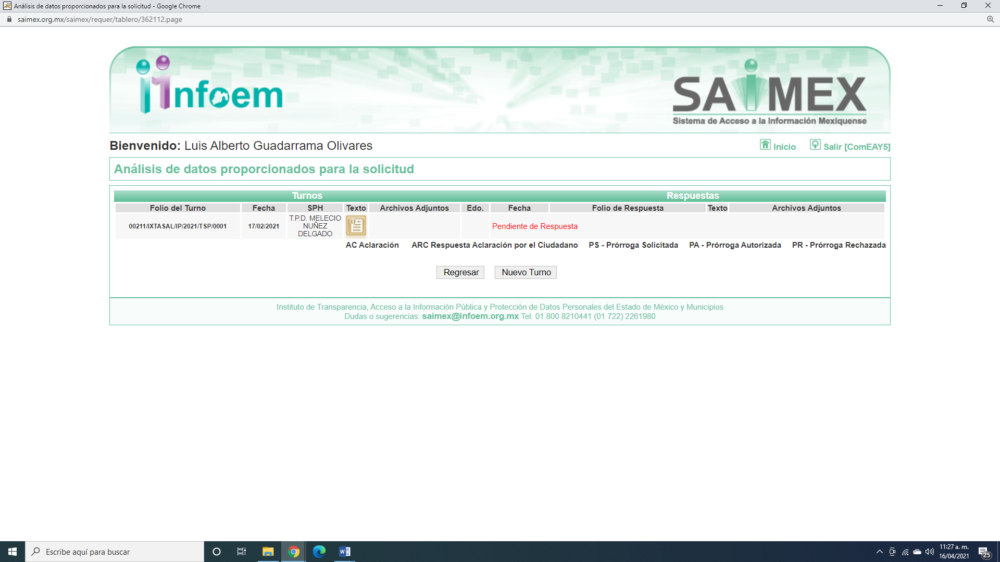 Análisis de datos proporcionados para la solicitud - Google Chrome
saimex.org.mx/saimex/requer/tablero/362112.page
infoem
SAIMEX
Sistema de Acceso a la Información Mexiquense
Bienvenido: Luis Alberto Guadarrama Olivares
Inicio Salir [ComEAY5]
Análisis de datos proporcionados para la solicitud
Turnos Respuestas
Folio del Turno Fecha SPH Texto Archivos Adjuntos Edo. Fecha Folio de Respuesta Texto Archivos Adjuntos
00211/IXTASAL/IP/2021/TSP/0001 17/02/2021 T.P.D. MELECIO NUÑEZ DELGADO Pendiente de Respuesta
AC Aclaración ARC Respuesta Aclaración por el Ciudadano PS - Prórroga Solicitada PA - Prórroga Autorizada PR - Prórroga Rechazada
Regresar Nuevo Turno
Instituto de Transparencia, Acceso a la Información Pública y Protección de Datos Personales del Estado de México y Municipios
Dudas o sugerencias: saimex@infoem.org.mx Tel. 01 800 8210441 (01 722) 2261980
Escribe aquí para buscar
11:27 a. m.
16/04/2021
25